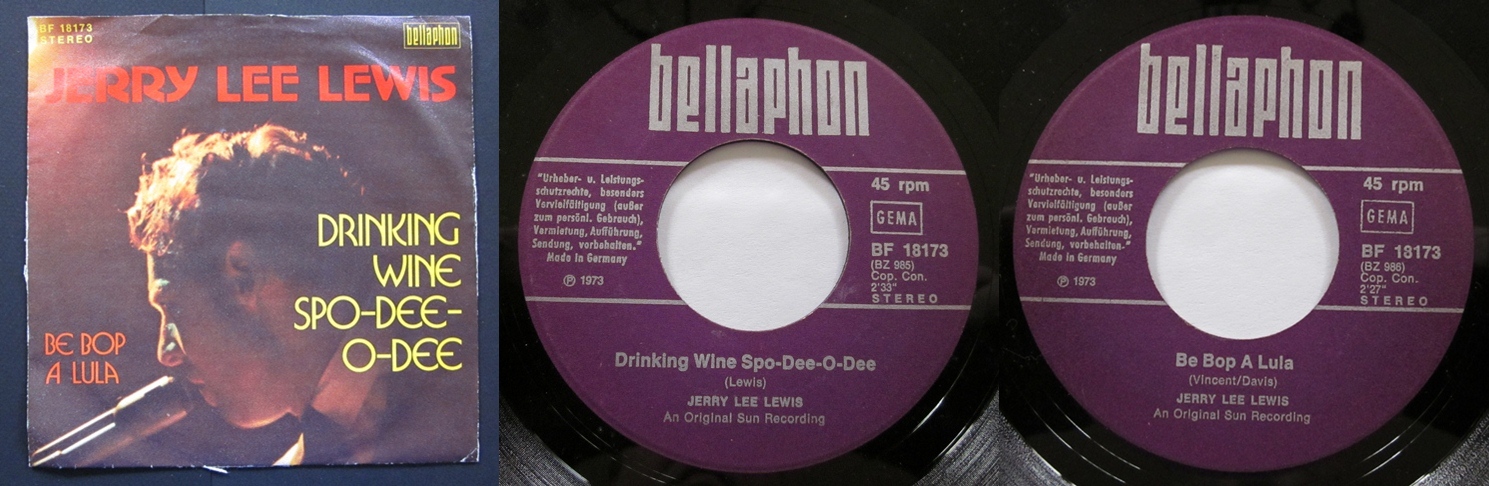 BF 18173
STEREO
bellaphon
JERRY LEE LEWIS
DRINKING
WINE
SPO-DEE-
O-DEE
BE BOP
A LULA
bellaphon
"Urheber- u. Leistungs-
schutzrechte, besonders
Vervielfältigung (außer
zum persönl. Gebrauch),
Vermietung, Aufführung,
Sendung, vorbehalten."
Made in Germany
℗ 1973
45 rpm
GEMA
BF 18173
(BZ 985)
Cop. Con.
2'33"
STEREO
Drinking Wine Spo-Dee-O-Dee
(Lewis)
JERRY LEE LEWIS
An Original Sun Recording
bellaphon
"Urheber- u. Leistungs-
schutzrechte, besonders
Vervielfältigung (außer
zum persönl. Gebrauch),
Vermietung, Aufführung,
Sendung, vorbehalten."
Made in Germany
℗ 1973
45 rpm
GEMA
BF 18173
(BZ 986)
Cop. Con.
2'27"
STEREO
Be Bop A Lula
(Vincent/Davis)
JERRY LEE LEWIS
An Original Sun Recording